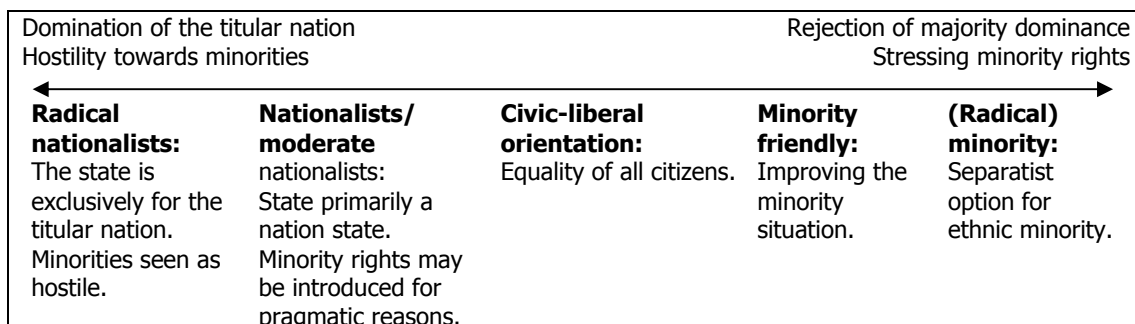 Domination of the titular nation
Hostility towards minorities
Rejection of majority dominance
Stressing minority rights
Radical
nationalists:
The state is
exclusively for the
titular nation.
Minorities seen as
hostile.
Nationalists/
moderate
nationalists:
State primarily a
nation state.
Minority rights may
be introduced for
pragmatic reasons.
Civic-liberal
orientation:
Equality of all citizens.
Minority
friendly:
Improving the
minority
situation.
(Radical)
minority:
Separatist
option for
ethnic minority.